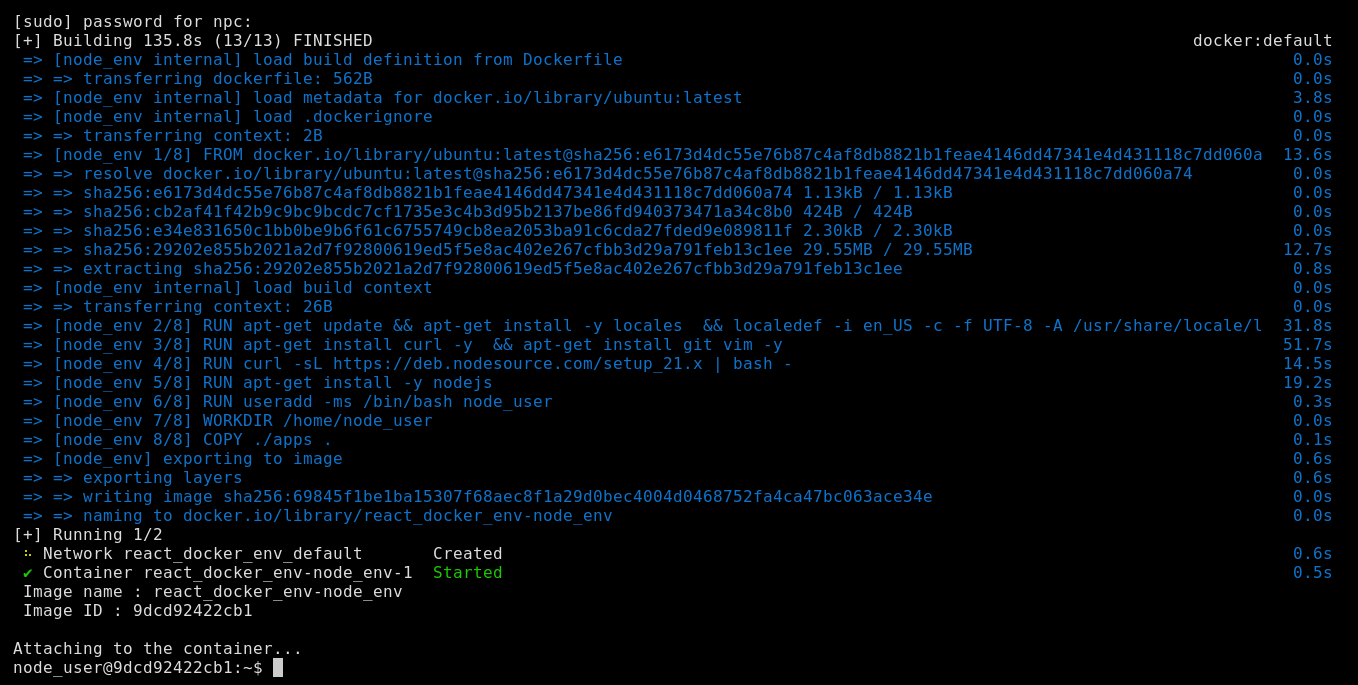 [sudo] password for npc:
[+] Building 135.8s (13/13) FINISHED docker:default
=> [node_env internal] load build definition from Dockerfile 0.0s
=> => transferring dockerfile: 562B 0.0s
=> [node_env internal] load metadata for docker.io/library/ubuntu:latest 3.8s
=> [node_env internal] load .dockerignore 0.0s
=> => transferring context: 2B 0.0s
=> [node_env 1/8] FROM docker.io/library/ubuntu:latest@sha256:e6173d4dc55e76b87c4af8db8821b1feae4146dd47341e4d431118c7dd060a 13.6s
=> => resolve docker.io/library/ubuntu:latest@sha256:e6173d4dc55e76b87c4af8db8821b1feae4146dd47341e4d431118c7dd060a74 0.0s
=> => sha256:e6173d4dc55e76b87c4af8db8821b1feae4146dd47341e4d431118c7dd060a74 1.13kB / 1.13kB 0.0s
=> => sha256:cb2af41f42b9c9bc9bcdc7cf1735e3c4b3d95b2137be86fd940373471a34c8b0 424B / 424B 0.0s
=> => sha256:e34e831650c1bb0be9b6f61c6755749cb8ea2053ba91c6cda27fded9e089811f 2.30kB / 2.30kB 0.0s
=> => sha256:29202e855b2021a2d7f92800619ed5f5e8ac402e267cfbb3d29a791feb13c1ee 29.55MB / 29.55MB 12.7s
=> => extracting sha256:29202e855b2021a2d7f92800619ed5f5e8ac402e267cfbb3d29a791feb13c1ee 0.8s
=> [node_env internal] load build context 0.0s
=> => transferring context: 26B 0.0s
=> [node_env 2/8] RUN apt-get update && apt-get install -y locales  && localedef -i en_US -c -f UTF-8 -A /usr/share/locale/l 31.8s
=> [node_env 3/8] RUN apt-get install curl -y  && apt-get install git vim -y 51.7s
=> [node_env 4/8] RUN curl -sL https://deb.nodesource.com/setup_21.x | bash - 14.5s
=> [node_env 5/8] RUN apt-get install -y nodejs 19.2s
=> [node_env 6/8] RUN useradd -ms /bin/bash node_user 0.3s
=> [node_env 7/8] WORKDIR /home/node_user 0.0s
=> [node_env 8/8] COPY ./apps . 0.1s
=> [node_env] exporting to image 0.6s
=> => exporting layers 0.6s
=> => writing image sha256:69845f1be1ba15307f68aec8f1a29d0bec4004d0468752fa4ca47bc063ace34e 0.0s
=> => naming to docker.io/library/react_docker_env-node_env 0.0s
[+] Running 1/2
⠦ Network react_docker_env_default Created 0.6s
✔ Container react_docker_env-node_env-1 Started 0.5s
Image name : react_docker_env-node_env
Image ID : 9dcd92422cb1
Attaching to the container...
node_user@9dcd92422cb1:~$